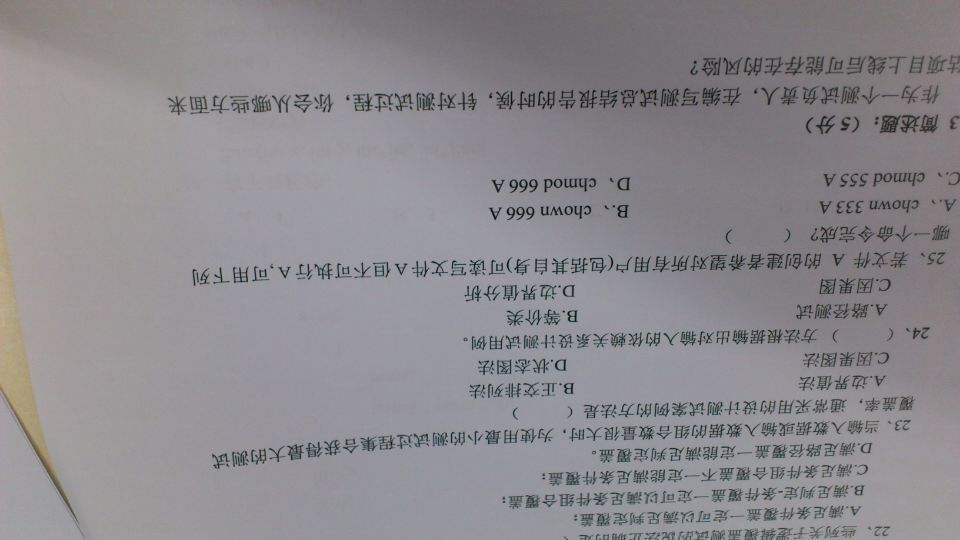 22、些列关于逻辑覆盖测试的说法正确的是（
A.满足条件覆盖一定可以满足判定覆盖；
B.满足判定-条件覆盖一定可以满足条件组合覆盖；
C.满足条件组合覆盖不一定能满足条件覆盖；
D.满足路径覆盖一定能满足判定覆盖。
23、当输入数据或输入数据的组合数量很大时，为使用最小的测试过程集合获得最大的测试
覆盖率，通常采用的设计测试案例的方法是（ ）
A.边界值法 B.正交排列法
C.因果图法 D.状态图法
24、（ ）方法根据输出对输入的依赖关系设计测试用例。
A.路径测试 B.等价类
C.因果图 D.边界值分析
25、若文件 A 的创建者希望对所有用户(包括其自身)可读写文件 A 但不可执行 A,可用下列
哪一个命令完成？（ ）
A.、chown 333 A B.、chown 666 A
C.、chmod 555 A D、chmod 666 A
3 简述题：（5 分）
作为一个测试负责人，在编写测试总结报告的时候，针对测试过程，你会从哪些方面来
估项目上线后可能存在的风险？